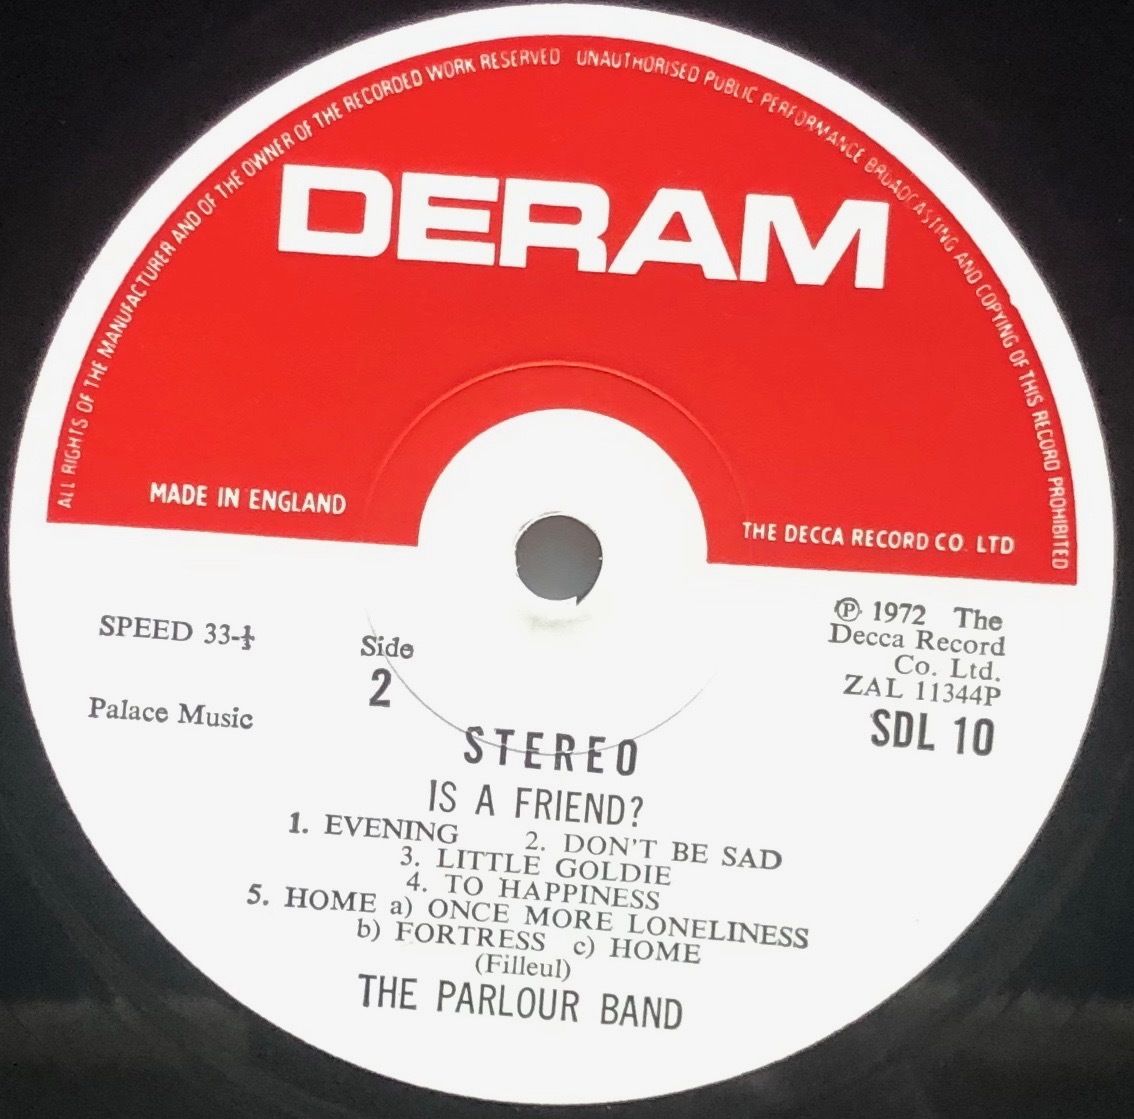 ALL RIGHTS OF THE MANUFACTURER AND OF THE OWNER OF THE RECORDED WORK RESERVED UNAUTHORISED PUBLIC PERFORMANCE BROADCASTING AND COPYING OF THIS RECORD PROHIBITED
DERAM
MADE IN ENGLAND
THE DECCA RECORD CO. LTD
SPEED 33-⅓
Side
2
Ⓟ 1972 The
Decca Record
Co. Ltd.
ZAL 11344P
SDL 10
Palace Music
STEREO
IS A FRIEND?
1. EVENING 2. DON'T BE SAD
3. LITTLE GOLDIE
4. TO HAPPINESS
5. HOME a) ONCE MORE LONELINESS
b) FORTRESS c) HOME
(Filleul)
THE PARLOUR BAND